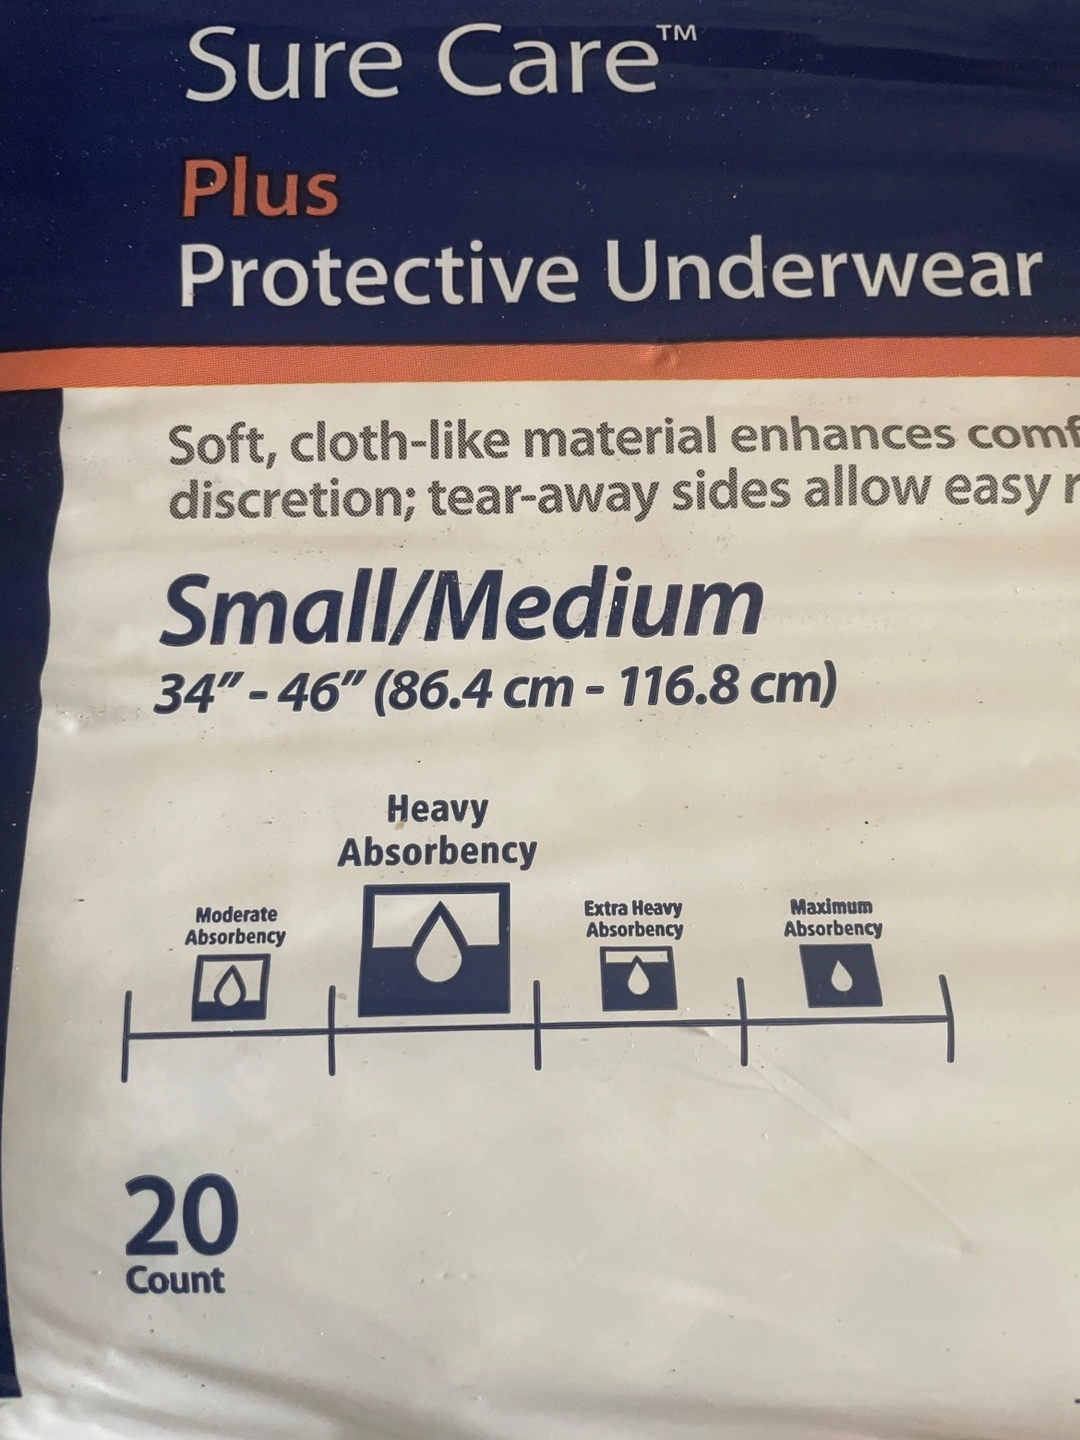 Sure Care™
Plus
Protective Underwear
Soft, cloth-like material enhances
discretion; tear-away sides allow easy
Small/Medium
34" - 46" (86.4 cm - 116.8 cm)
Heavy
Absorbency
Moderate
Absorbency
Extra Heavy
Absorbency
Maximum
Absorbency
20
Count